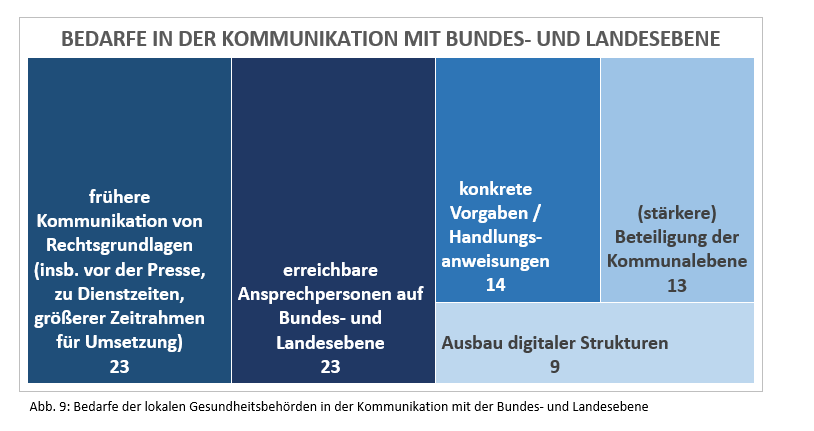 BEDARFE IN DER KOMMUNIKATION MIT BUNDES- UND LANDESEBENE
frühere
Kommunikation von
Rechtsgrundlagen
(insb. vor der Presse,
zu Dienstzeiten,
größerer Zeitrahmen
für Umsetzung)
23
erreichbare
Ansprechpersonen auf
Bundes- und
Landesebene
23
konkrete
Vorgaben /
Handlungs-
anweisungen
14
(stärkere)
Beteiligung der
Kommunalebene
13
Ausbau digitaler Strukturen
9
Abb. 9: Bedarfe der lokalen Gesundheitsbehörden in der Kommunikation mit der Bundes- und Landesebene